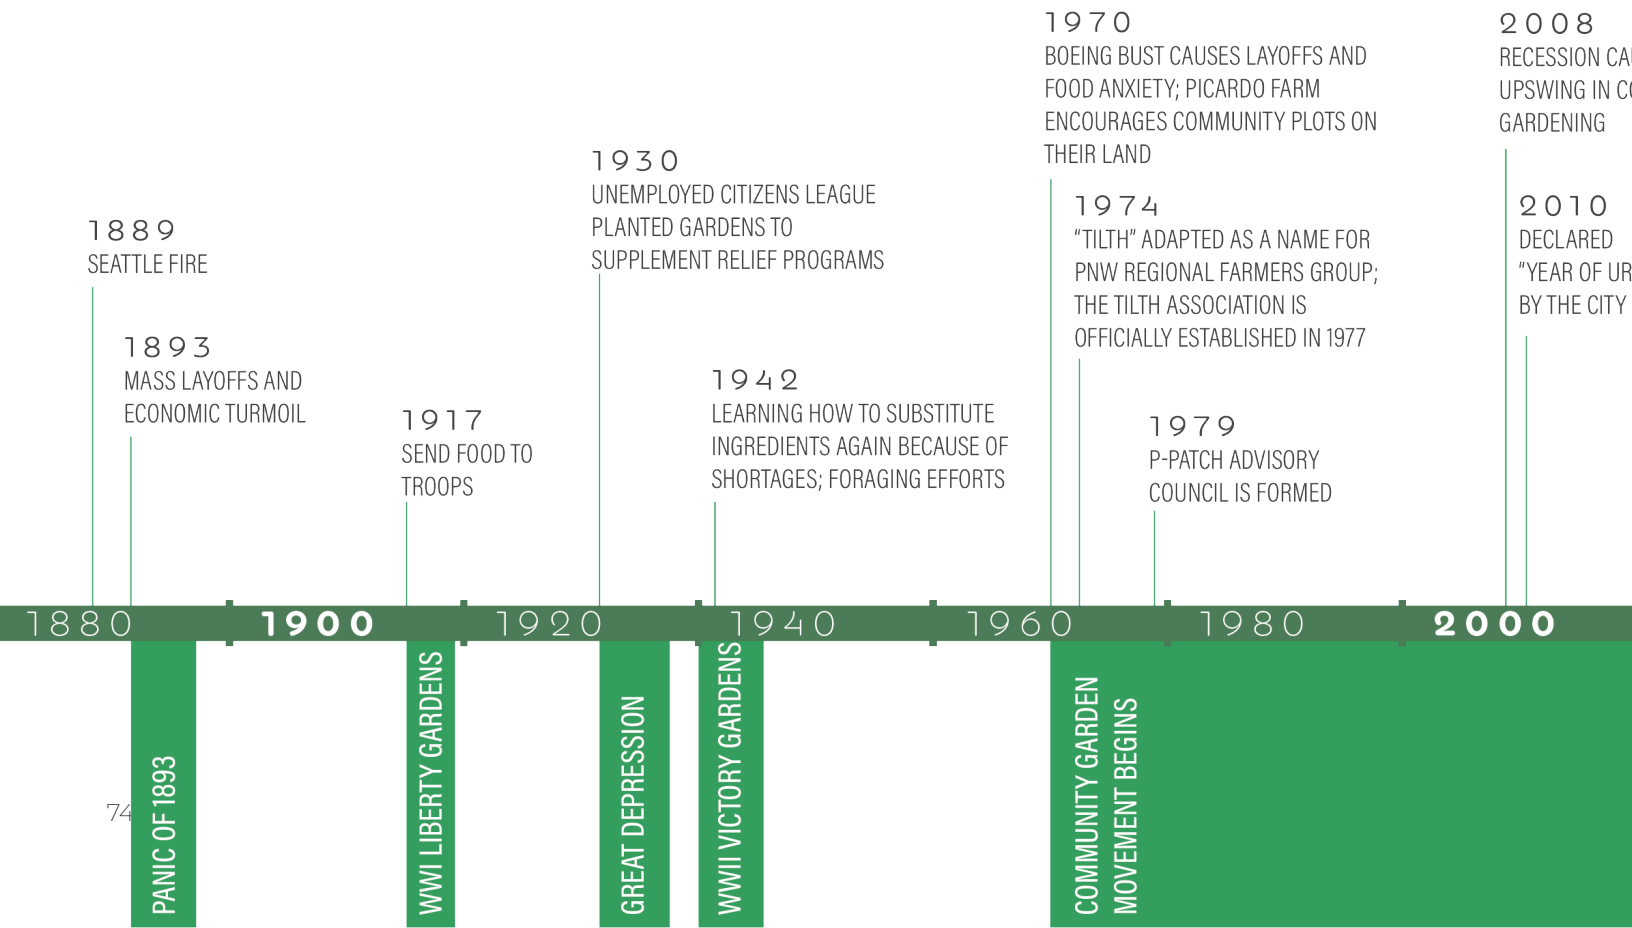 1889
SEATTLE FIRE
1893
MASS LAYOFFS AND
ECONOMIC TURMOIL
1917
SEND FOOD TO
TROOPS
1930
UNEMPLOYED CITIZENS LEAGUE
PLANTED GARDENS TO
SUPPLEMENT RELIEF PROGRAMS
1942
LEARNING HOW TO SUBSTITUTE
INGREDIENTS AGAIN BECAUSE OF
SHORTAGES; FORAGING EFFORTS
1970
BOEING BUST CAUSES LAYOFFS AND
FOOD ANXIETY; PICARDO FARM
ENCOURAGES COMMUNITY PLOTS ON
THEIR LAND
1974
“TILTH” ADAPTED AS A NAME FOR
PNW REGIONAL FARMERS GROUP;
THE TILTH ASSOCIATION IS
OFFICIALLY ESTABLISHED IN 1977
1979
P-PATCH ADVISORY
COUNCIL IS FORMED
2008
RECESSION
UPSWING IN
GARDENING
2010
DECLARED
“YEAR OF
BY THE CITY
1880 1900 1920 1940 1960 1980 2000
PANIC OF 1893
WWI LIBERTY GARDENS
GREAT DEPRESSION
WWII VICTORY GARDENS
COMMUNITY GARDEN
MOVEMENT BEGINS
74